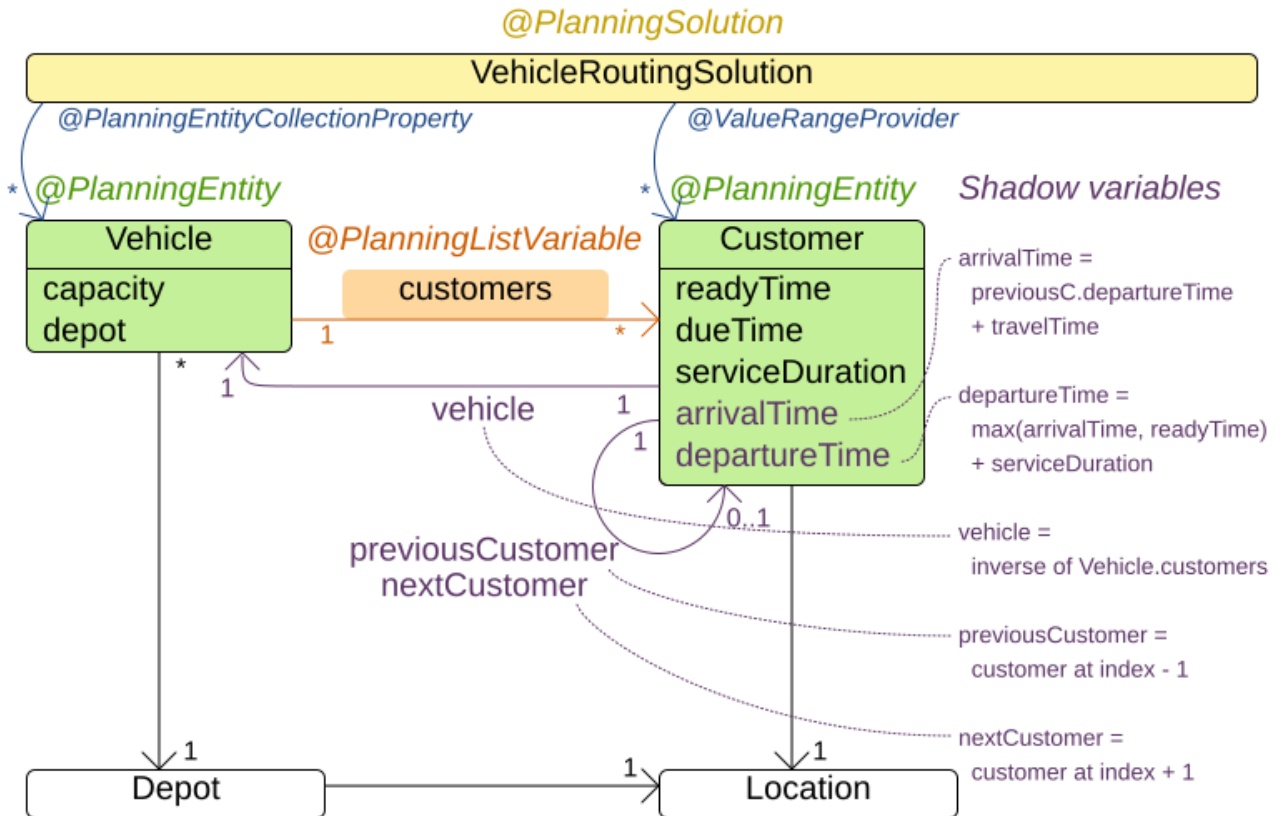 @PlanningSolution
VehicleRoutingSolution
@PlanningEntityCollectionProperty
@ValueRangeProvider
*
@PlanningEntity
*
@PlanningEntity
Shadow variables
Vehicle
capacity
depot
@PlanningListVariable
customers
1
*
Customer
readyTime
dueTime
serviceDuration
arrivalTime
departureTime
arrivalTime =
previousC.departureTime
+ travelTime
departureTime =
max(arrivalTime, readyTime)
+ serviceDuration
*
1
vehicle
1
1
0..1
previousCustomer
nextCustomer
vehicle =
inverse of Vehicle.customers
previousCustomer =
customer at index - 1
nextCustomer =
customer at index + 1
1
Depot
1
1
Location